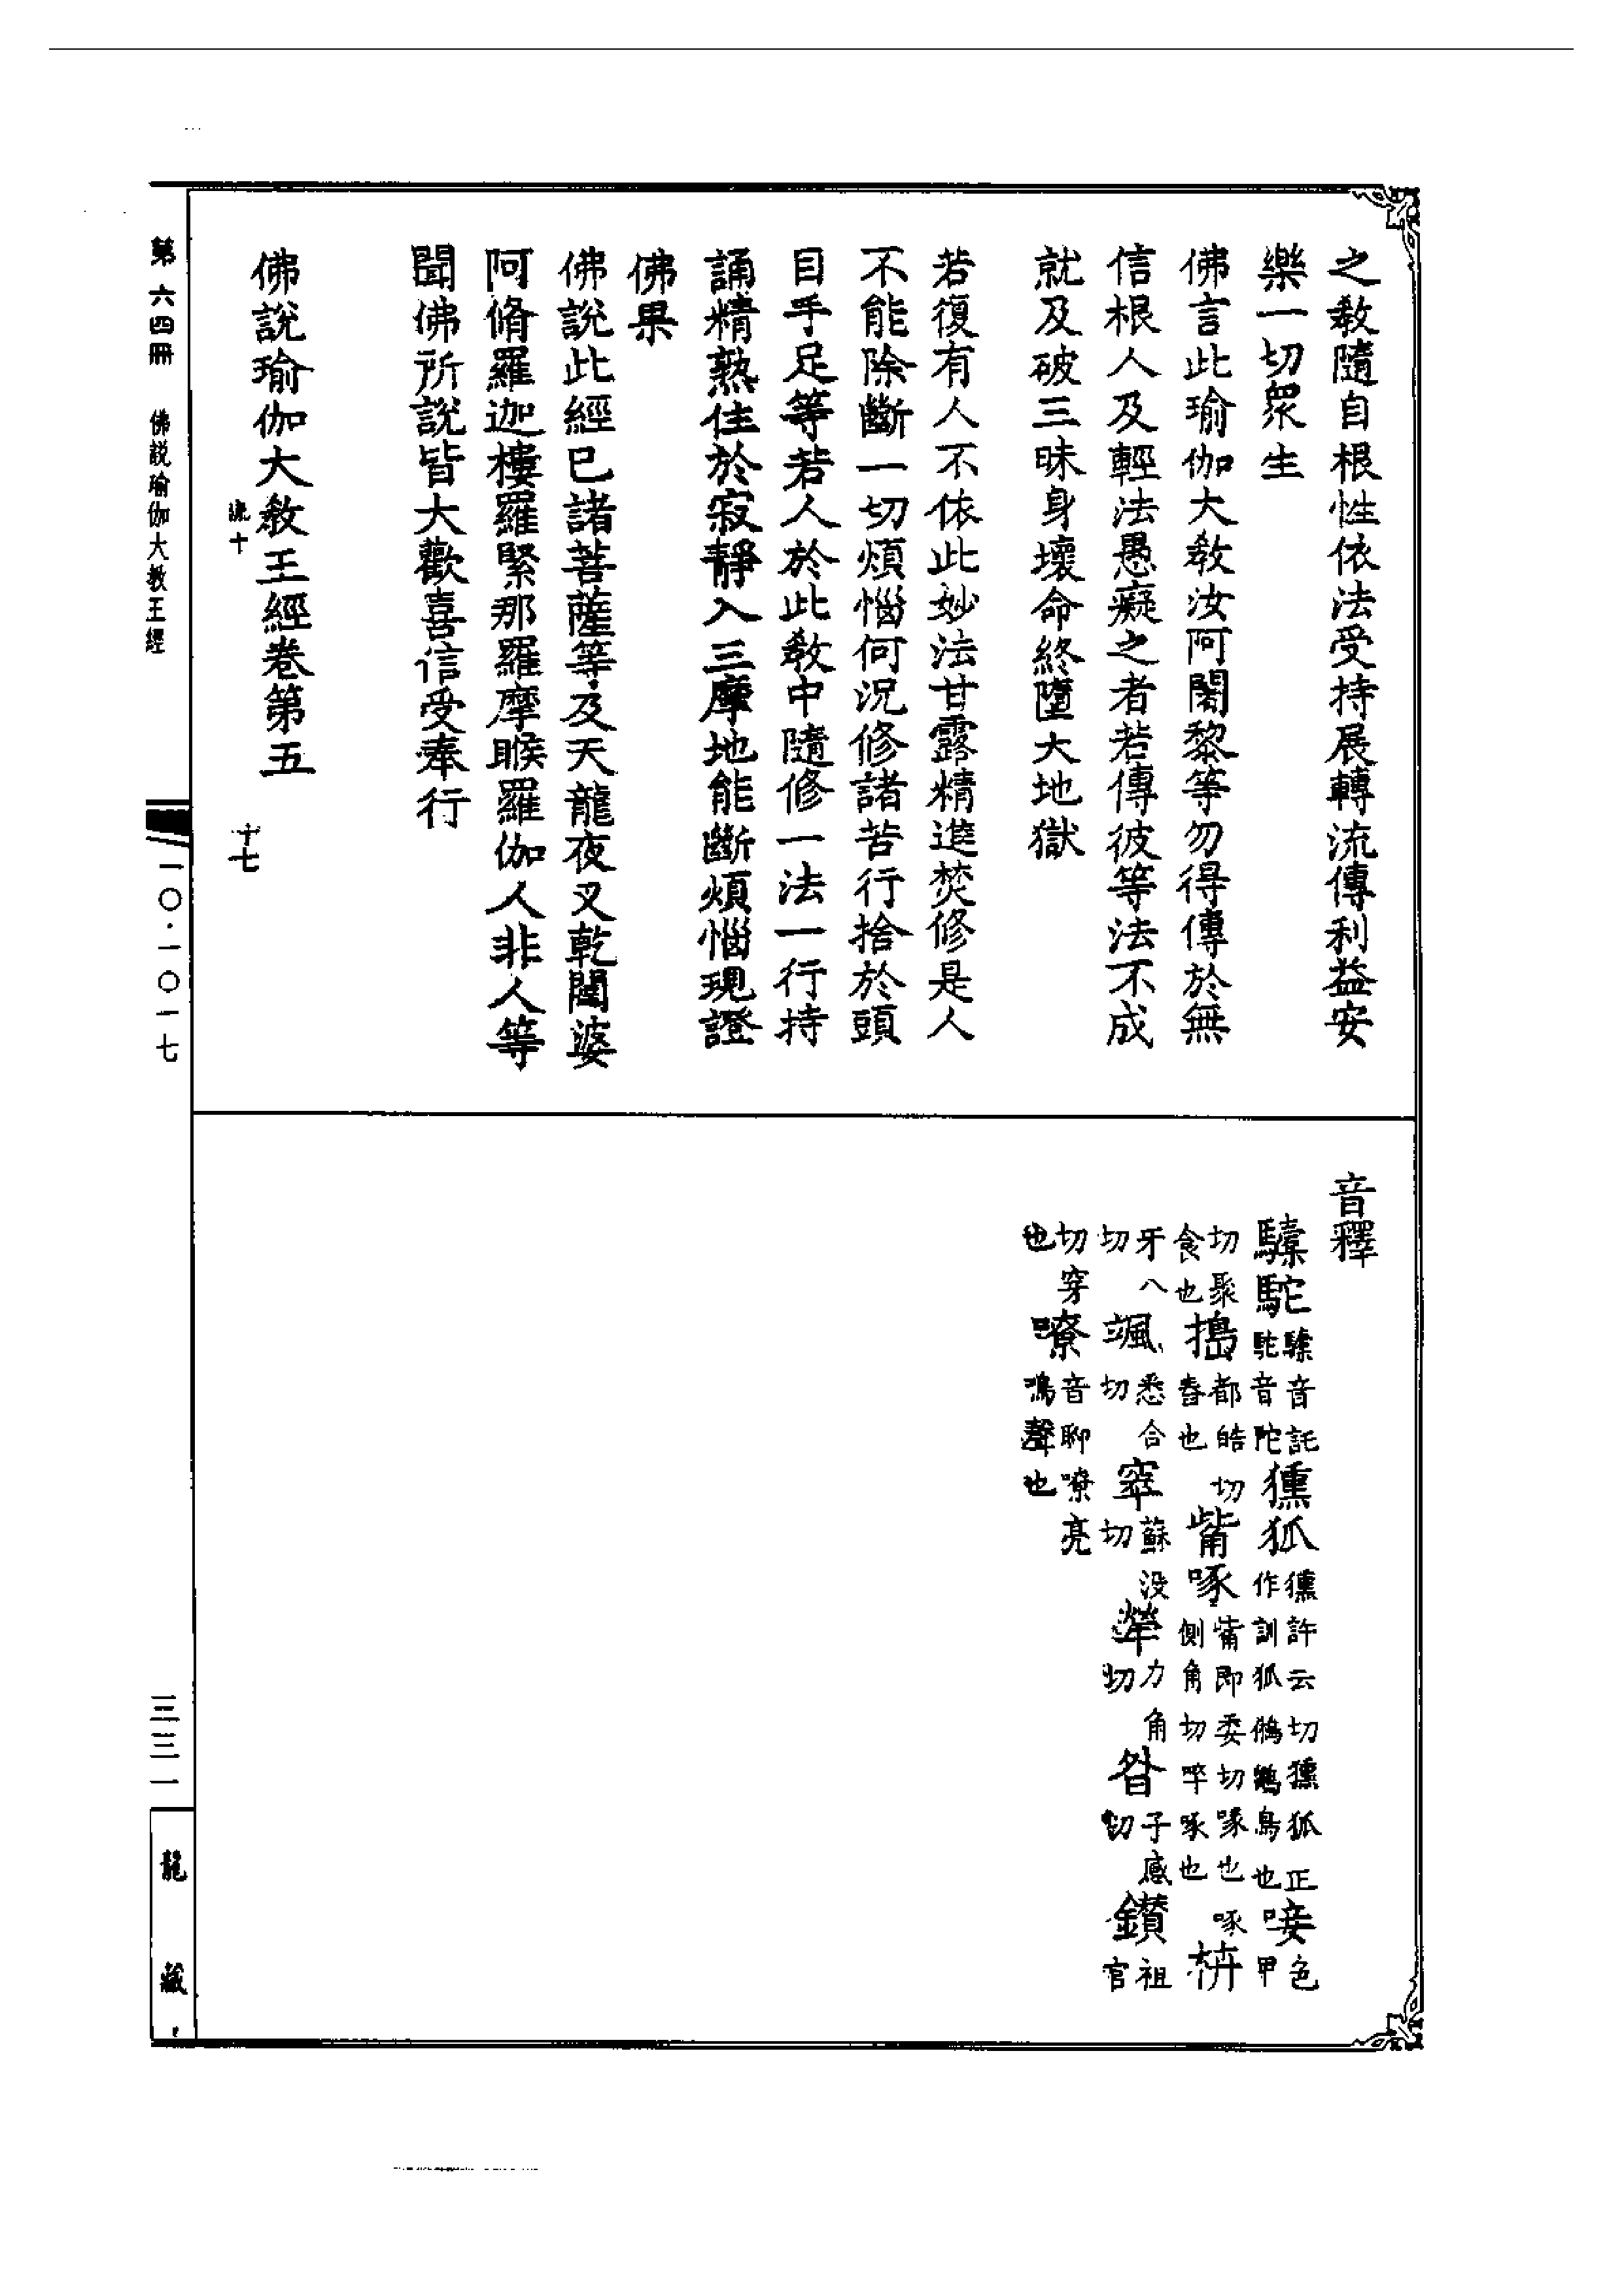 之教隨自根性依法受持展轉流傳利益安
樂一切衆生
佛言此瑜伽大教汝阿闍黎等勿得傳於無
信根人及輕法愚癡之者若傳彼等法不成
就及破三昧身壞命終墮大地獄
若復有人不依此妙法甘露精進焚修是人
不能除斷一切煩惱何況修諸苦行捨於頭
目手足等若人於此教中隨修一法一行持
誦精熟住於寂靜入三摩地能斷煩惱現證
佛果
佛說此經已諸菩薩等及天龍夜叉乾闥婆
阿脩羅迦樓羅緊那羅摩睺羅伽人非人等
聞佛所說皆大歡喜信受奉行
佛說瑜伽大教王經卷第五
十七
音釋
驝駝驝音託駝音陀獯狐獯許云切獯狐正作訓狐鵂鶹鳥也唼色甲
切聚食也搗都皓切舂也觜啄觜即委切喙也啄側角切啐啄也枿
牙八切颯悉合切窣蘇没切犖力角切昝子感切鑽祖官
切穿也嘹音聊嘹亮鳴聲也
第六四冊 佛說瑜伽大教王經
一〇·一〇一七
三三一
龍藏